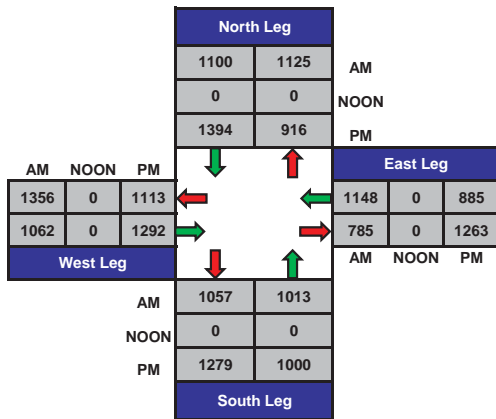 North Leg
1100 1125 AM
0 0 NOON
1394 916 PM
AM NOON PM East Leg
1356 0 1113 1148 0 885
1062 0 1292 785 0 1263
West Leg AM NOON PM
AM 1057 1013
NOON 0 0
PM 1279 1000
South Leg